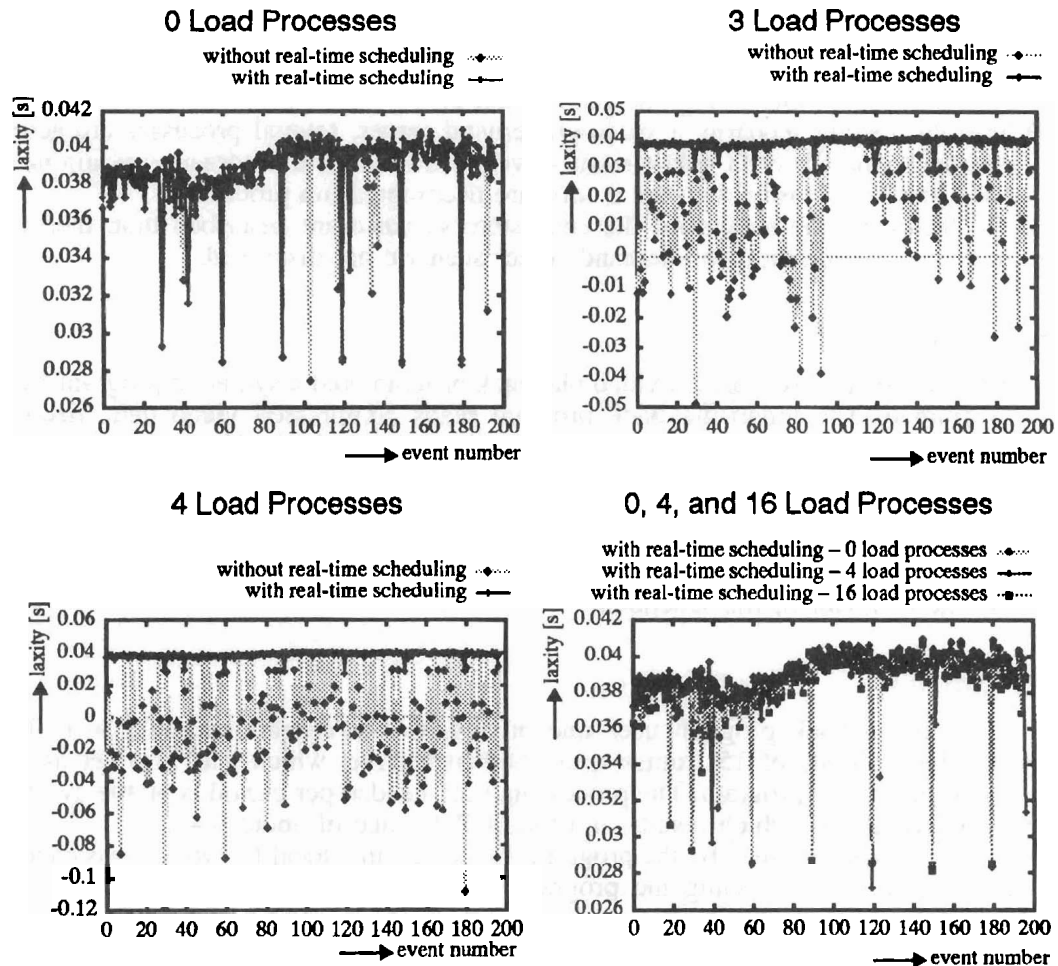 0 Load Processes
without real-time scheduling
with real-time scheduling
laxity [s]
0.042
0.04
0.038
0.036
0.034
0.032
0.03
0.028
0.026
0 20 40 60 80 100 120 140 160 180 200
event number
3 Load Processes
without real-time scheduling
with real-time scheduling
laxity [s]
0.05
0.04
0.03
0.02
0.01
0
-0.01
-0.02
-0.03
-0.04
-0.05
0 20 40 60 80 100 120 140 160 180 200
event number
4 Load Processes
without real-time scheduling
with real-time scheduling
laxity [s]
0.06
0.04
0.02
0
-0.02
-0.04
-0.06
-0.08
-0.1
-0.12
0 20 40 60 80 100 120 140 160 180 200
event number
0, 4, and 16 Load Processes
with real-time scheduling – 0 load processes
with real-time scheduling – 4 load processes
with real-time scheduling – 16 load processes
laxity [s]
0.042
0.04
0.038
0.036
0.034
0.032
0.03
0.028
0.026
0 20 40 60 80 100 120 140 160 180 200
event number